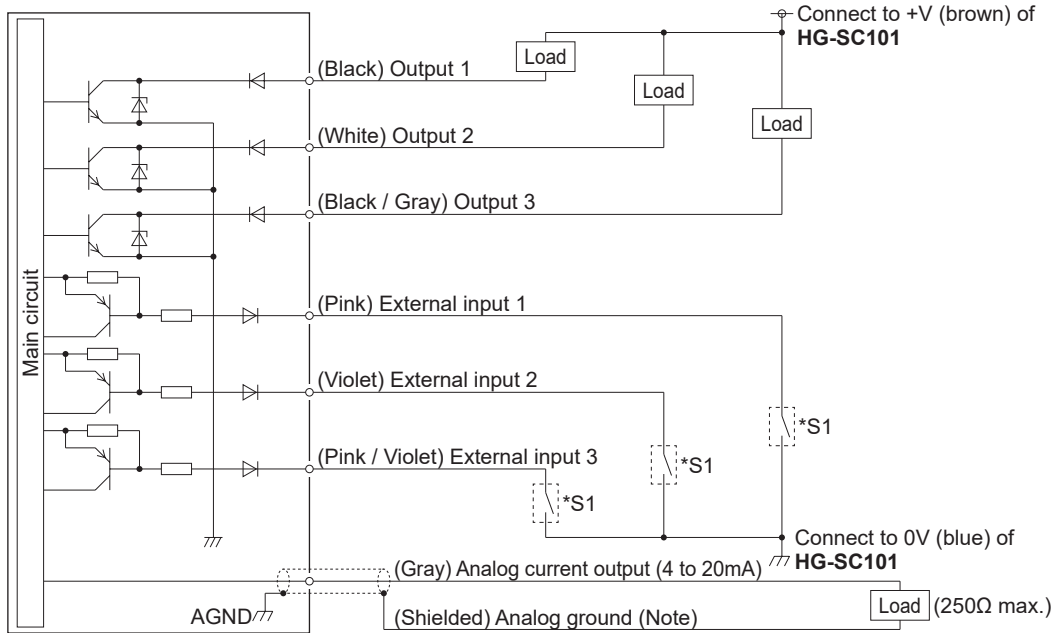 Connect to +V (brown) of
HG-SC101
Load
(Black) Output 1
Load
Load
(White) Output 2
(Black / Gray) Output 3
Main circuit
(Pink) External input 1
(Violet) External input 2
*S1
(Pink / Violet) External input 3
*S1
*S1
Connect to 0V (blue) of
HG-SC101
(Gray) Analog current output (4 to 20mA)
AGND
(Shielded) Analog ground (Note)
Load
(250Ω max.)